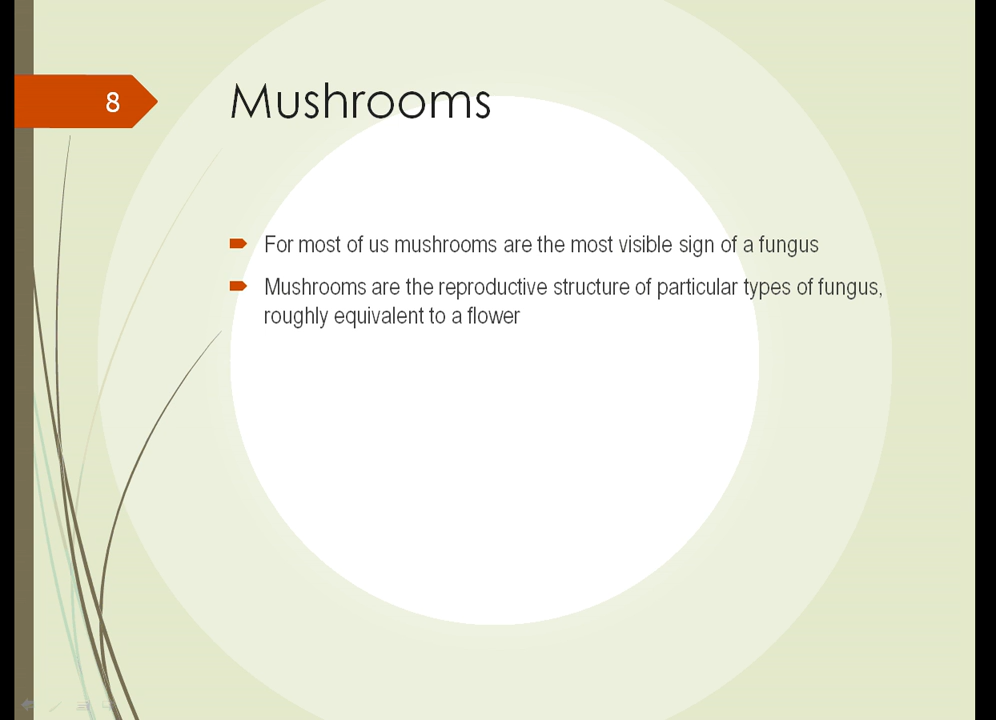 8
Mushrooms
For most of us mushrooms are the most visible sign of a fungus
Mushrooms are the reproductive structure of particular types of fungus,
roughly equivalent to a flower